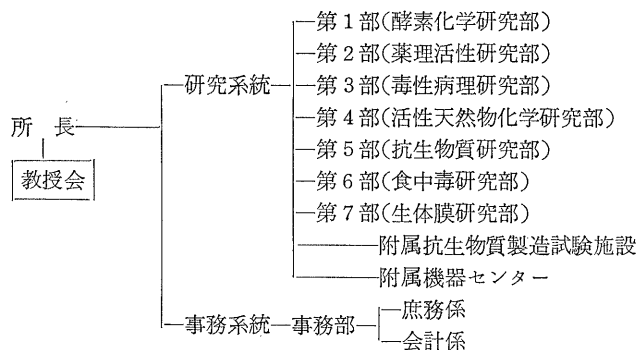 第1部(酵素化学研究部)
第2部(薬理活性研究部)
研究系統 第3部(毒性病理研究部)
第4部(活性天然物化学研究部)
所 長
第5部(抗生物質研究部)
教授会
第6部(食中毒研究部)
第7部(生体膜研究部)
附属抗生物質製造試験施設
附属機器センター
庶務係
事務系統 事務部
会計係